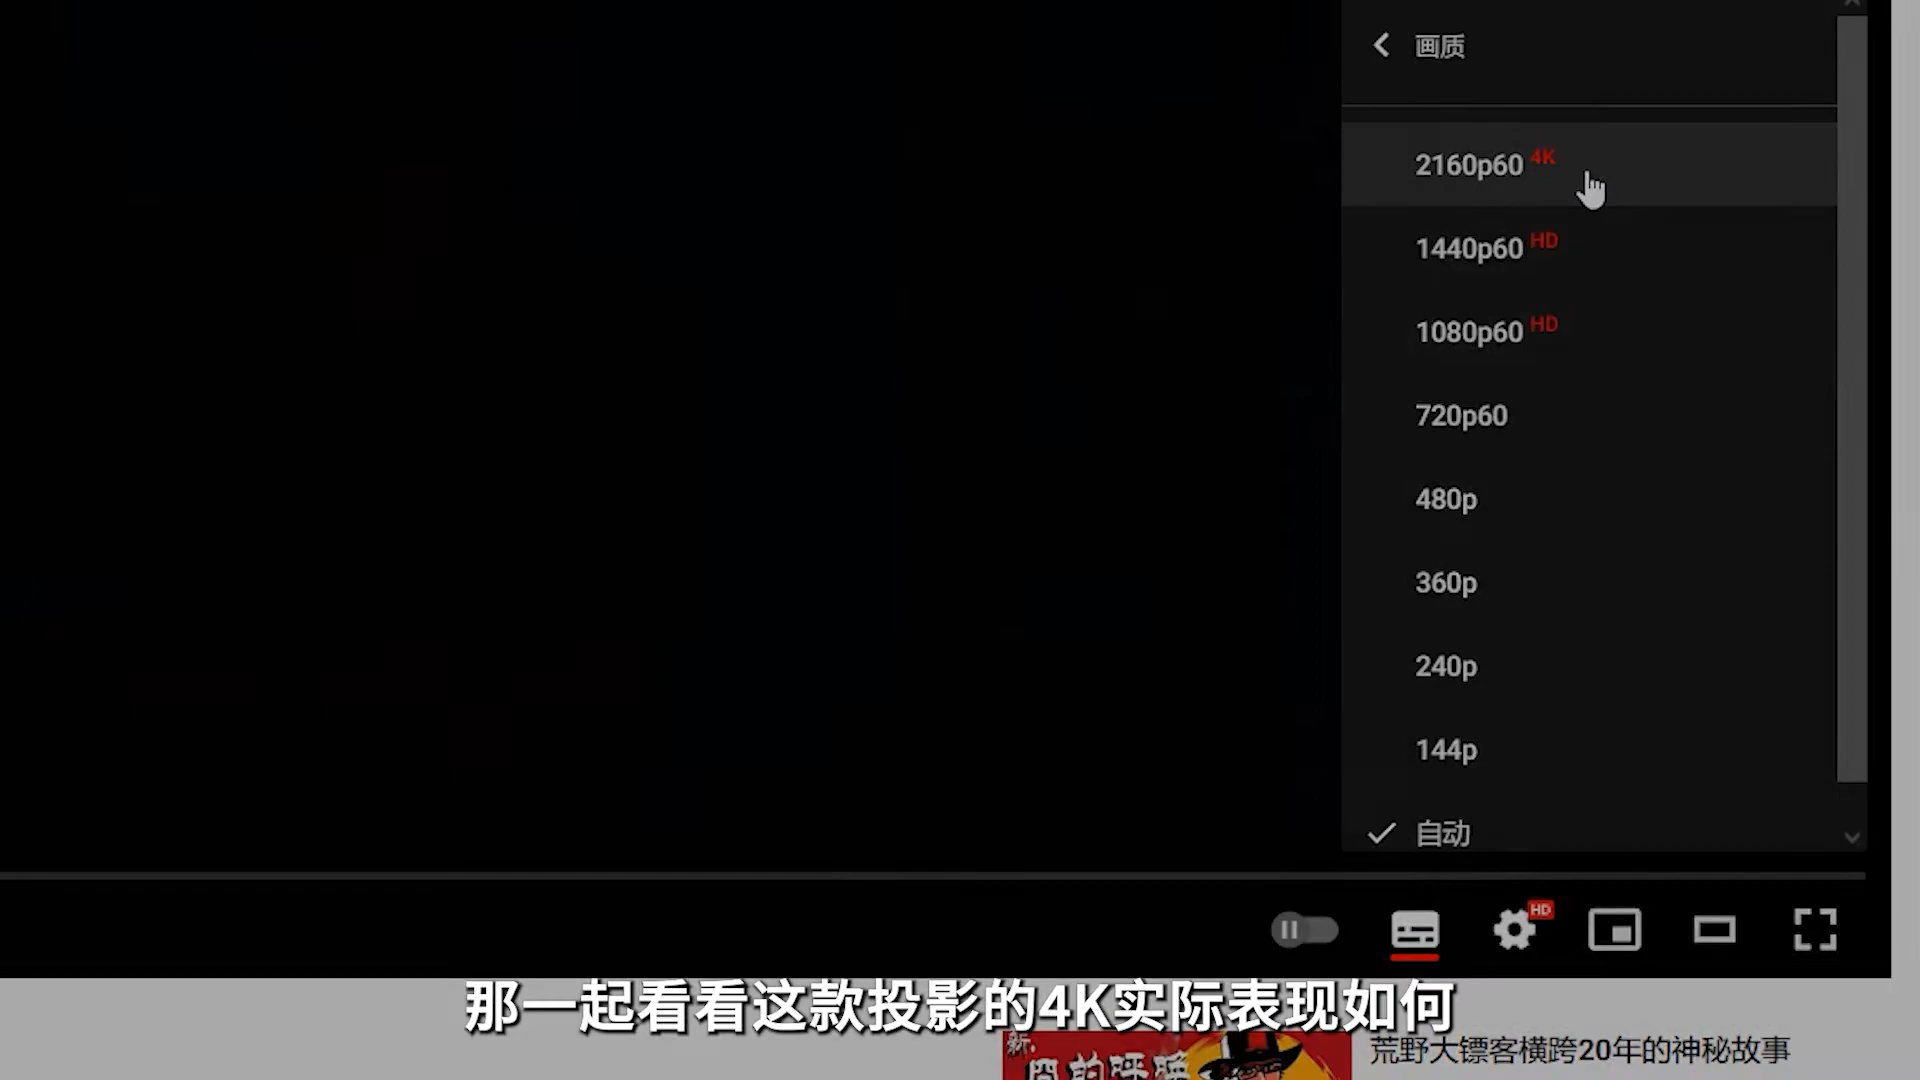 画质
2160p60 4K
1440p60 HD
1080p60 HD
720p60
480p
360p
240p
144p
自动
HD
那一起看看这款投影的4K实际表现如何
新.
荒野大镖客横跨20年的神秘故事